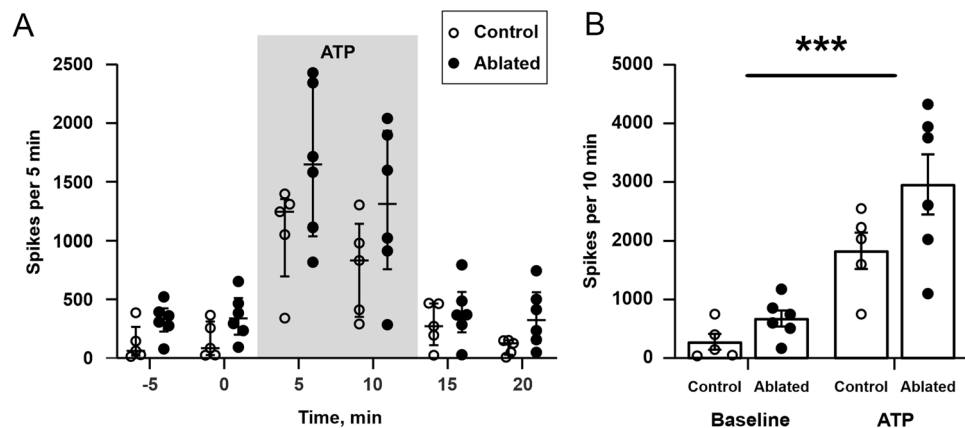 A
Control
Ablated
ATP
2500
2000
1500
1000
500
0
Spikes per 5 min
-5 0 5 10 15 20
Time, min
B
***
5000
4000
3000
2000
1000
0
Spikes per 10 min
Control Ablated Control Ablated
Baseline ATP